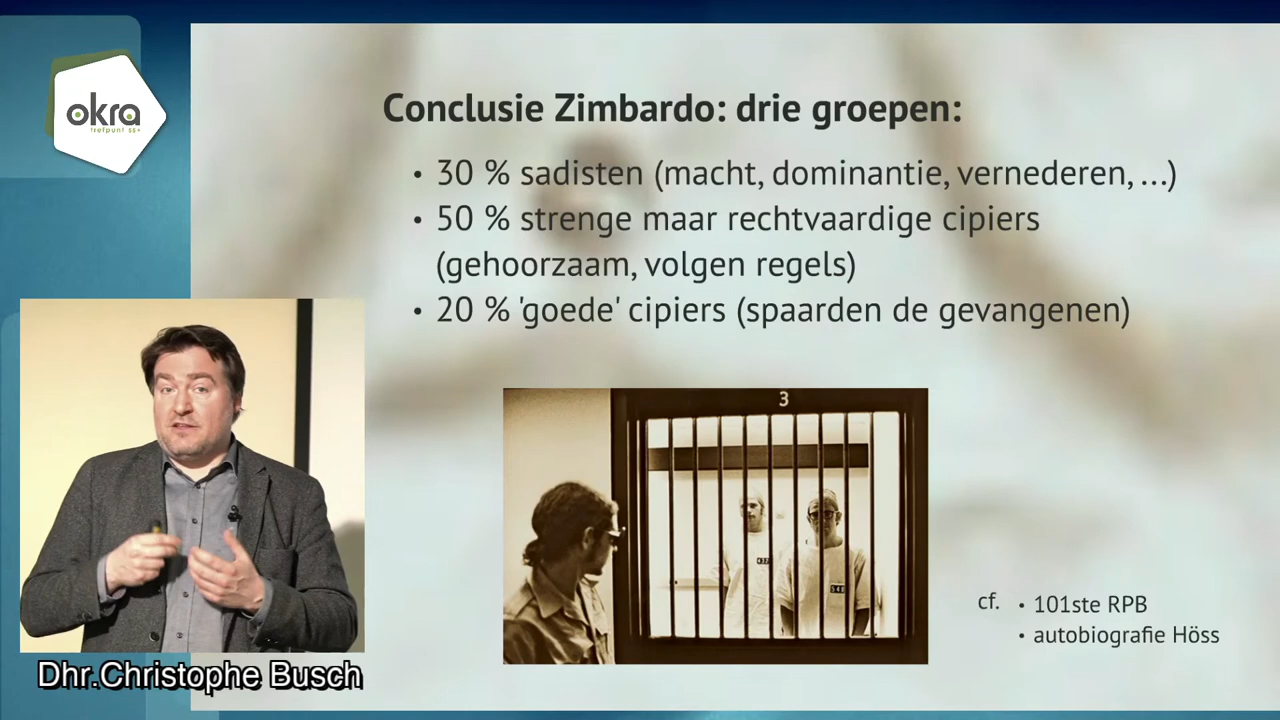 okra
trefpunt 55+
Conclusie Zimbardo: drie groepen:
• 30 % sadisten (macht, dominantie, vernederen, ...)
• 50 % strenge maar rechtvaardige cipiers
(gehoorzaam, volgen regels)
• 20 % 'goede' cipiers (spaarden de gevangenen)
3
cf. • 101ste RPB
• autobiografie Höss
Dhr.Christophe Busch